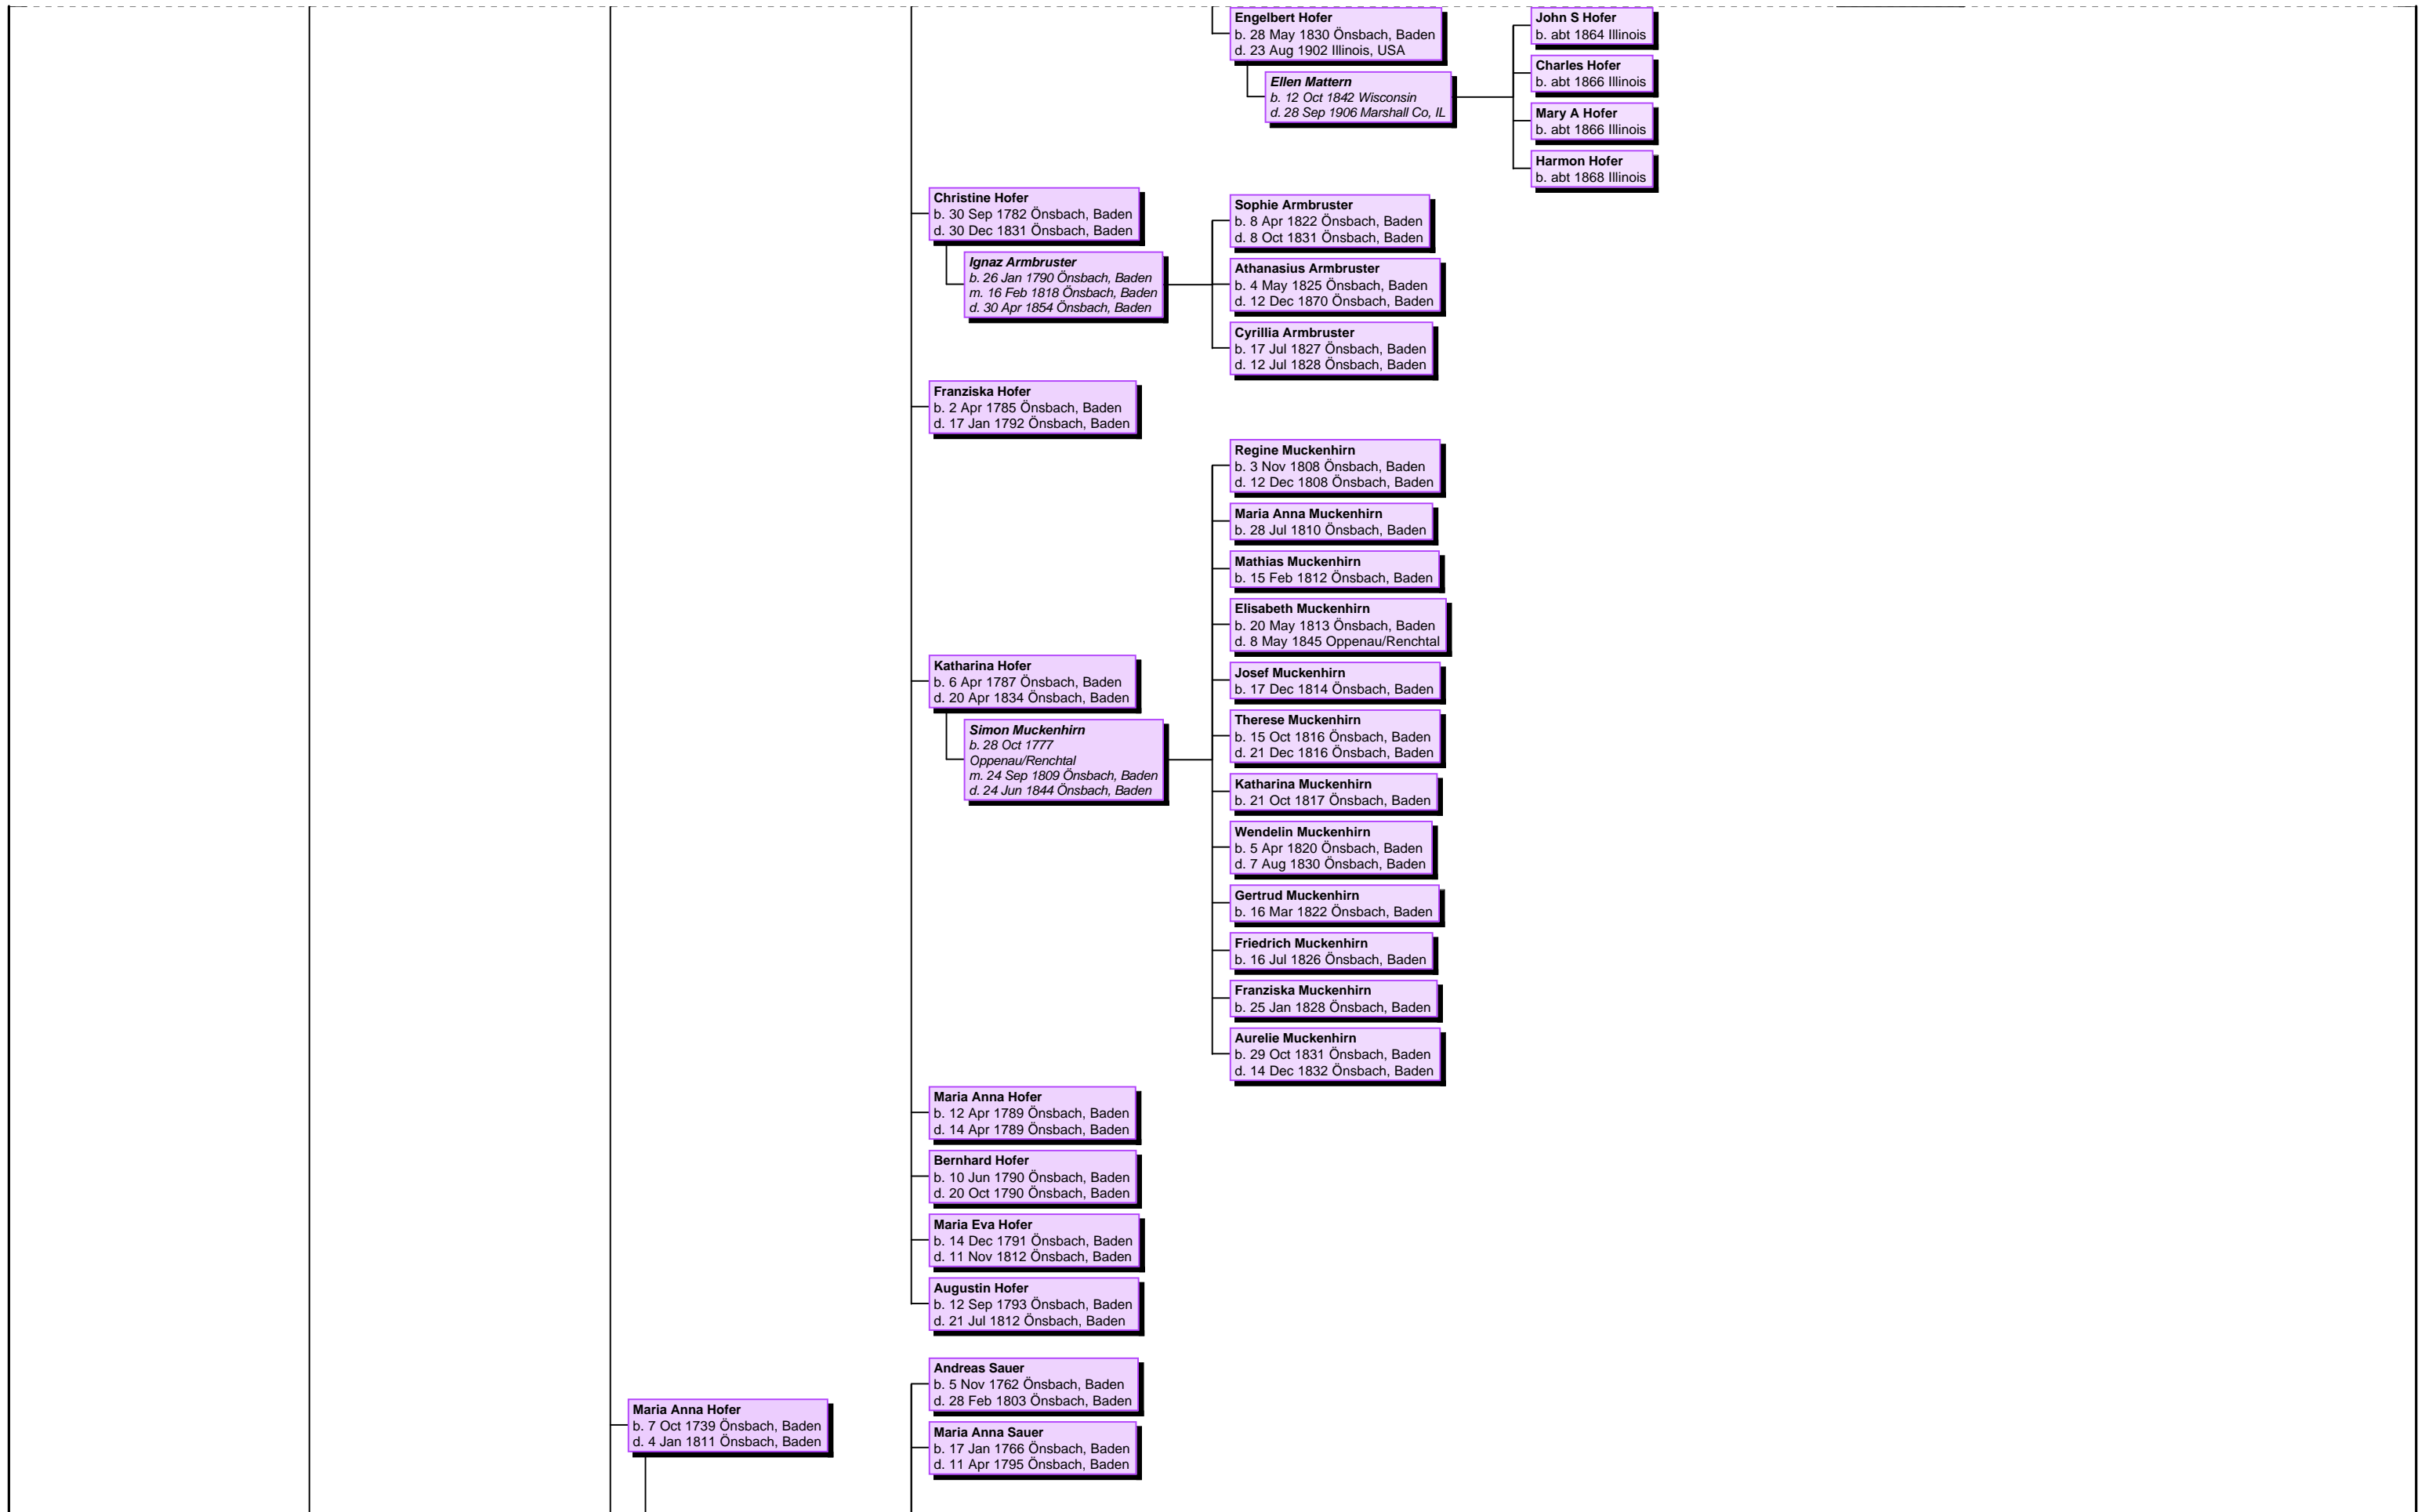 Engelbert Hofer
b. 28 May 1830 Önsbach, Baden
d. 23 Aug 1902 Illinois, USA
Ellen Mattern
b. 12 Oct 1842 Wisconsin
d. 28 Sep 1906 Marshall Co, IL
John S Hofer
b. abt 1864 Illinois
Charles Hofer
b. abt 1866 Illinois
Mary A Hofer
b. abt 1866 Illinois
Harmon Hofer
b. abt 1868 Illinois
Christine Hofer
b. 30 Sep 1782 Önsbach, Baden
d. 30 Dec 1831 Önsbach, Baden
Ignaz Armbruster
b. 26 Jan 1790 Önsbach, Baden
m. 16 Feb 1818 Önsbach, Baden
d. 30 Apr 1854 Önsbach, Baden
Sophie Armbruster
b. 8 Apr 1822 Önsbach, Baden
d. 8 Oct 1831 Önsbach, Baden
Athanasius Armbruster
b. 4 May 1825 Önsbach, Baden
d. 12 Dec 1870 Önsbach, Baden
Cyrillia Armbruster
b. 17 Jul 1827 Önsbach, Baden
d. 12 Jul 1828 Önsbach, Baden
Franziska Hofer
b. 2 Apr 1785 Önsbach, Baden
d. 17 Jan 1792 Önsbach, Baden
Katharina Hofer
b. 6 Apr 1787 Önsbach, Baden
d. 20 Apr 1834 Önsbach, Baden
Simon Muckenhirn
b. 28 Oct 1777
Oppenau/Renchtal
m. 24 Sep 1809 Önsbach, Baden
d. 24 Jun 1844 Önsbach, Baden
Regine Muckenhirn
b. 3 Nov 1808 Önsbach, Baden
d. 12 Dec 1808 Önsbach, Baden
Maria Anna Muckenhirn
b. 28 Jul 1810 Önsbach, Baden
Mathias Muckenhirn
b. 15 Feb 1812 Önsbach, Baden
Elisabeth Muckenhirn
b. 20 May 1813 Önsbach, Baden
d. 8 May 1845 Oppenau/Renchtal
Josef Muckenhirn
b. 17 Dec 1814 Önsbach, Baden
Therese Muckenhirn
b. 15 Oct 1816 Önsbach, Baden
d. 21 Dec 1816 Önsbach, Baden
Katharina Muckenhirn
b. 21 Oct 1817 Önsbach, Baden
Wendelin Muckenhirn
b. 5 Apr 1820 Önsbach, Baden
d. 7 Aug 1830 Önsbach, Baden
Gertrud Muckenhirn
b. 16 Mar 1822 Önsbach, Baden
Friedrich Muckenhirn
b. 16 Jul 1826 Önsbach, Baden
Franziska Muckenhirn
b. 25 Jan 1828 Önsbach, Baden
Aurelie Muckenhirn
b. 29 Oct 1831 Önsbach, Baden
d. 14 Dec 1832 Önsbach, Baden
Maria Anna Hofer
b. 12 Apr 1789 Önsbach, Baden
d. 14 Apr 1789 Önsbach, Baden
Bernhard Hofer
b. 10 Jun 1790 Önsbach, Baden
d. 20 Oct 1790 Önsbach, Baden
Maria Eva Hofer
b. 14 Dec 1791 Önsbach, Baden
d. 11 Nov 1812 Önsbach, Baden
Augustin Hofer
b. 12 Sep 1793 Önsbach, Baden
d. 21 Jul 1812 Önsbach, Baden
Maria Anna Hofer
b. 7 Oct 1739 Önsbach, Baden
d. 4 Jan 1811 Önsbach, Baden
Andreas Sauer
b. 5 Nov 1762 Önsbach, Baden
d. 28 Feb 1803 Önsbach, Baden
Maria Anna Sauer
b. 17 Jan 1766 Önsbach, Baden
d. 11 Apr 1795 Önsbach, Baden